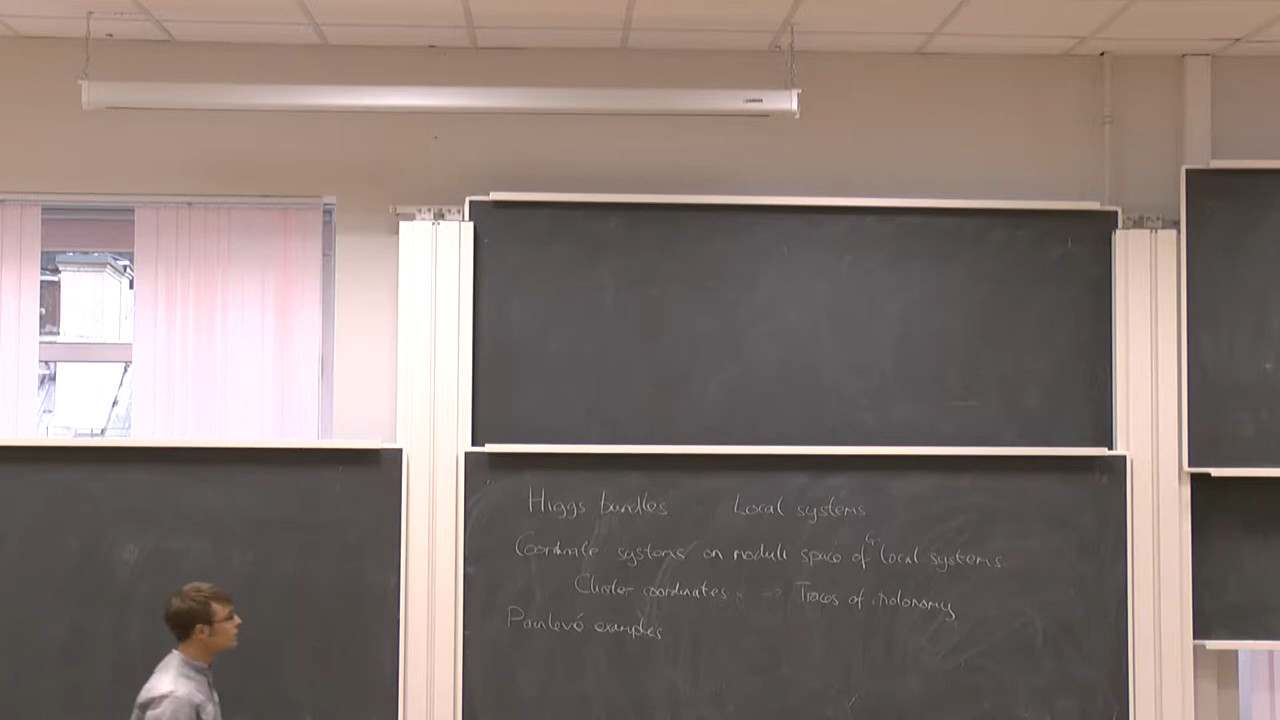 Higgs bundles Local systems
Coordinate systems on moduli space of G- local systems
Cluster coordinates -> Traces of holonomy
Painlevé examples